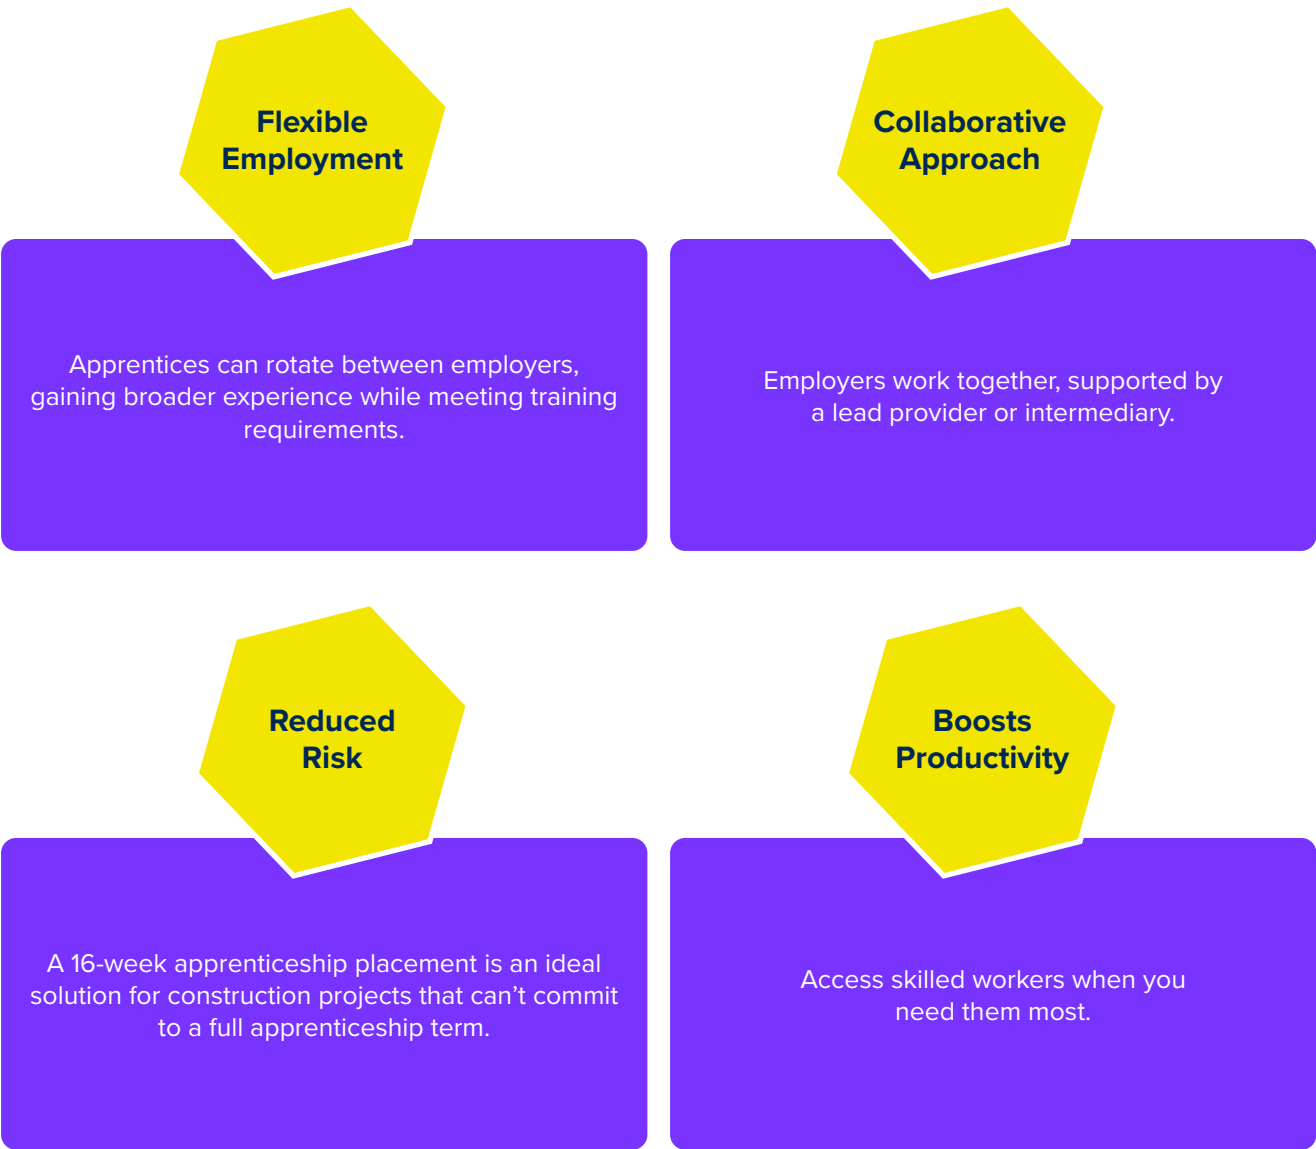 Flexible
Employment
Apprentices can rotate between employers,
gaining broader experience while meeting training
requirements.
Collaborative
Approach
Employers work together, supported by
a lead provider or intermediary.
Reduced
Risk
A 16-week apprenticeship placement is an ideal
solution for construction projects that can’t commit
to a full apprenticeship term.
Boosts
Productivity
Access skilled workers when you
need them most.